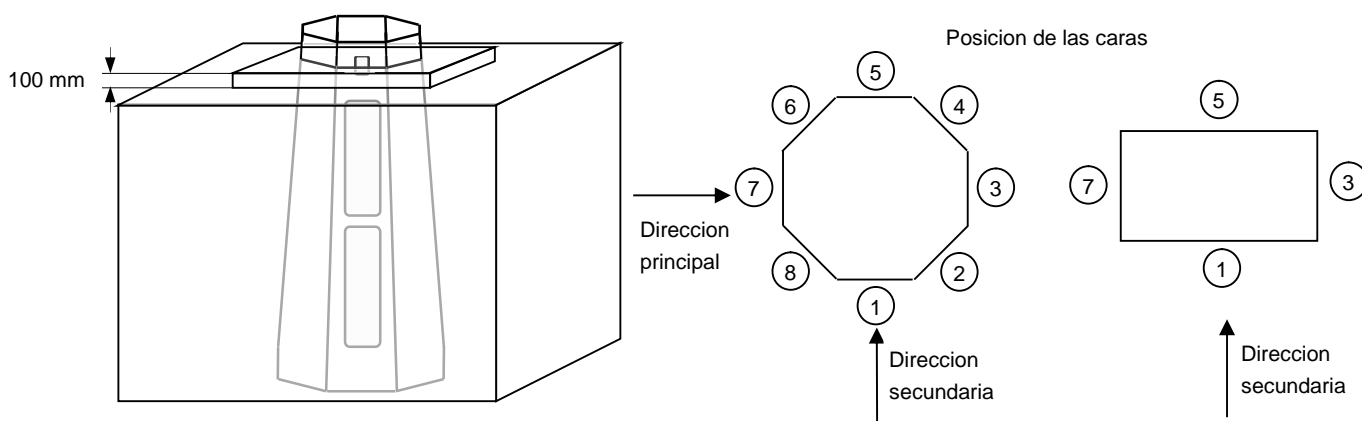 Posicion de las caras
100 mm
5
6
4
7
3
8
2
1
Direccion
principal
Direccion
secundaria
5
7
3
1
Direccion
secundaria